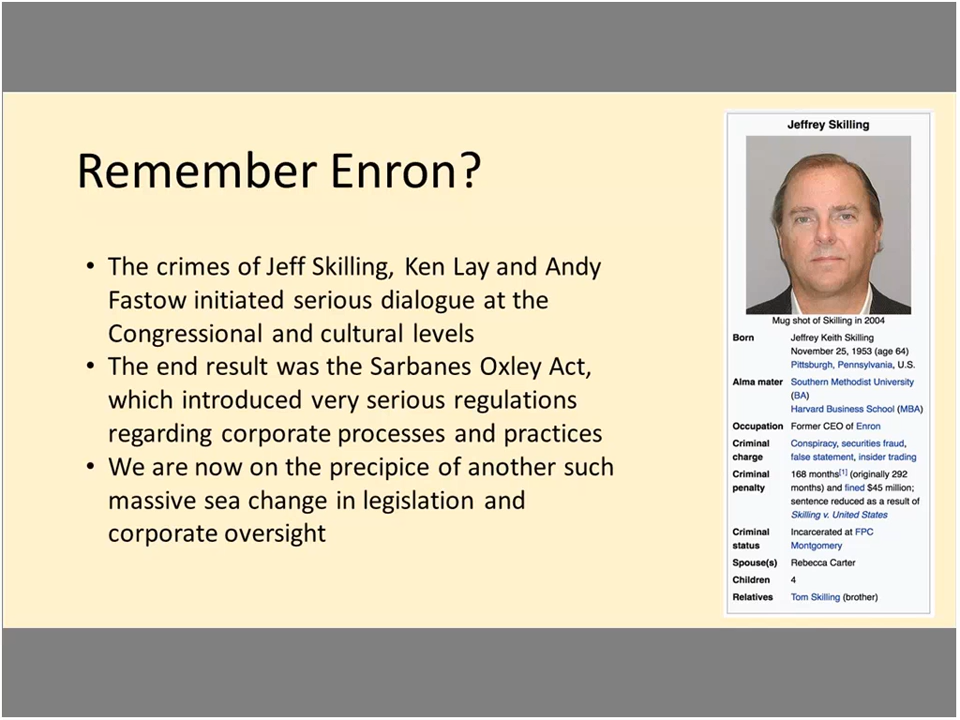 Remember Enron?
• The crimes of Jeff Skilling, Ken Lay and Andy
Fastow initiated serious dialogue at the
Congressional and cultural levels
• The end result was the Sarbanes Oxley Act,
which introduced very serious regulations
regarding corporate processes and practices
• We are now on the precipice of another such
massive sea change in legislation and
corporate oversight
Jeffrey Skilling
Mug shot of Skilling in 2004
Born Jeffrey Keith Skilling
November 25, 1953 (age 64)
Pittsburgh, Pennsylvania, U.S.
Alma mater Southern Methodist University
(BA)
Harvard Business School (MBA)
Occupation Former CEO of Enron
Criminal Conspiracy, securities fraud,
charge false statement, insider trading
Criminal 168 months[1] (originally 292
penalty months) and fined $45 million;
sentence reduced as a result of
Skilling v. United States
Criminal Incarcerated at FPC
status Montgomery
Spouse(s) Rebecca Carter
Children 4
Relatives Tom Skilling (brother)